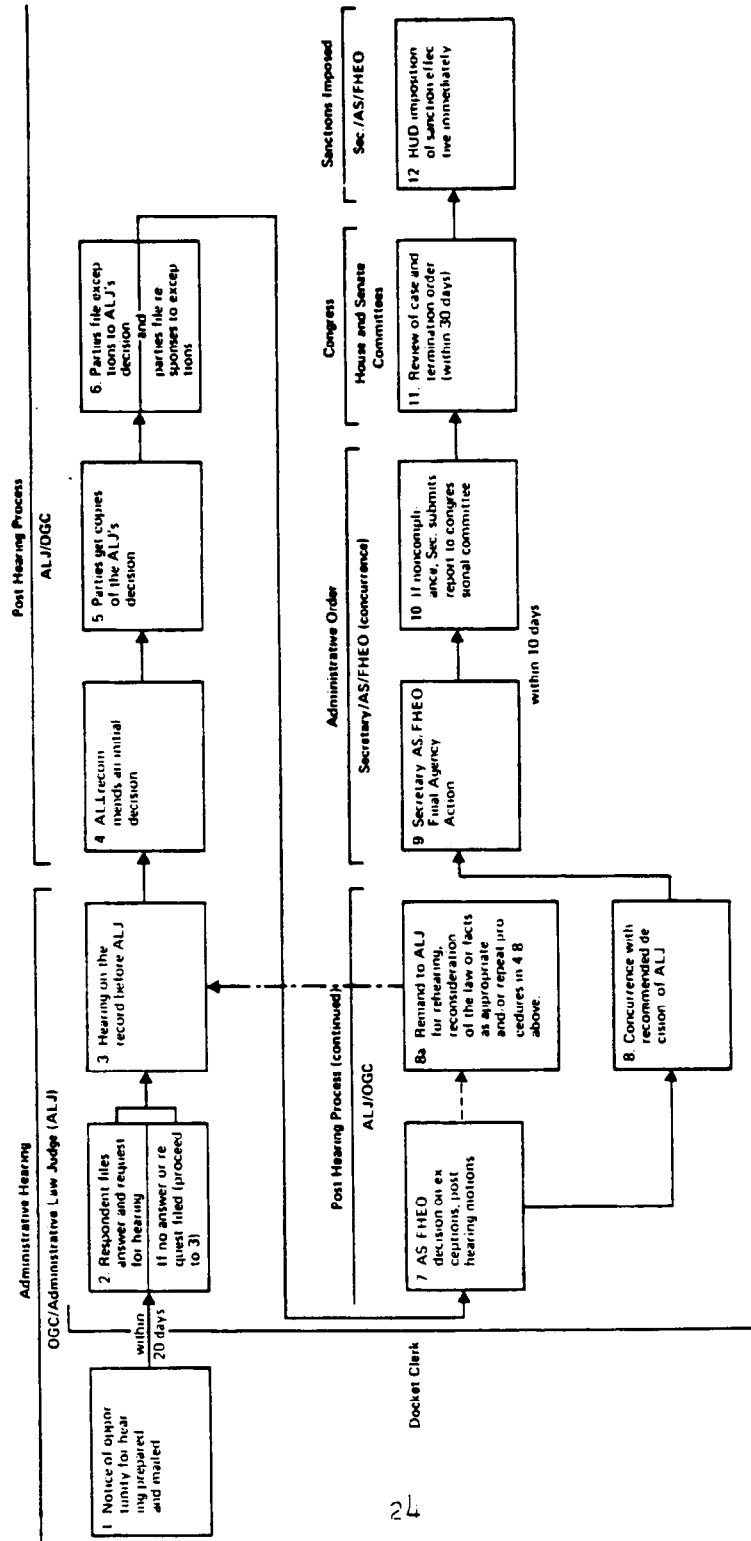 Administrative Hearing
OGC/Administrative Law Judge (ALJ)
1 Notice of oppor
tunity for hear
ing prepared
and mailed
within
20 days
2. Respondent files
answer and request
for hearing
If no answer or re
quest filed (proceed
to 3)
3 Hearing on the
record before ALJ
Post Hearing Process
ALJ/OGC
4 ALJ recom
mends an initial
decision
5 Parties get copies
of the ALJ's
decision
6. Parties file excep
tions to ALJ's
decision
and
parties file re
sponses to excep
tions
Docket Clerk
Post Hearing Process (continued)
ALJ/OGC
7 AS FHEO
decision on ex
ceptions, post
hearing motions
8a Remand to ALJ
for rehearing,
reconsideration
of the law or facts
as appropriate
and/or repeat pro
cedures in 4 8
above.
8. Concurrence with
recommended de
cision of ALJ
Administrative Order
Secretary/AS/FHEO (concurrence)
9 Secretary AS, FHEO
Final Agency
Action
10 If noncompli-
ance, Sec. submits
report to congres
sional committee
within 10 days
Congress
House and Senate
Committees
11. Review of case and
termination order
(within 30 days)
Sanctions Imposed
Sec./AS/FHEO
12 HUD imposition
of sanction effec
tive immediately
24